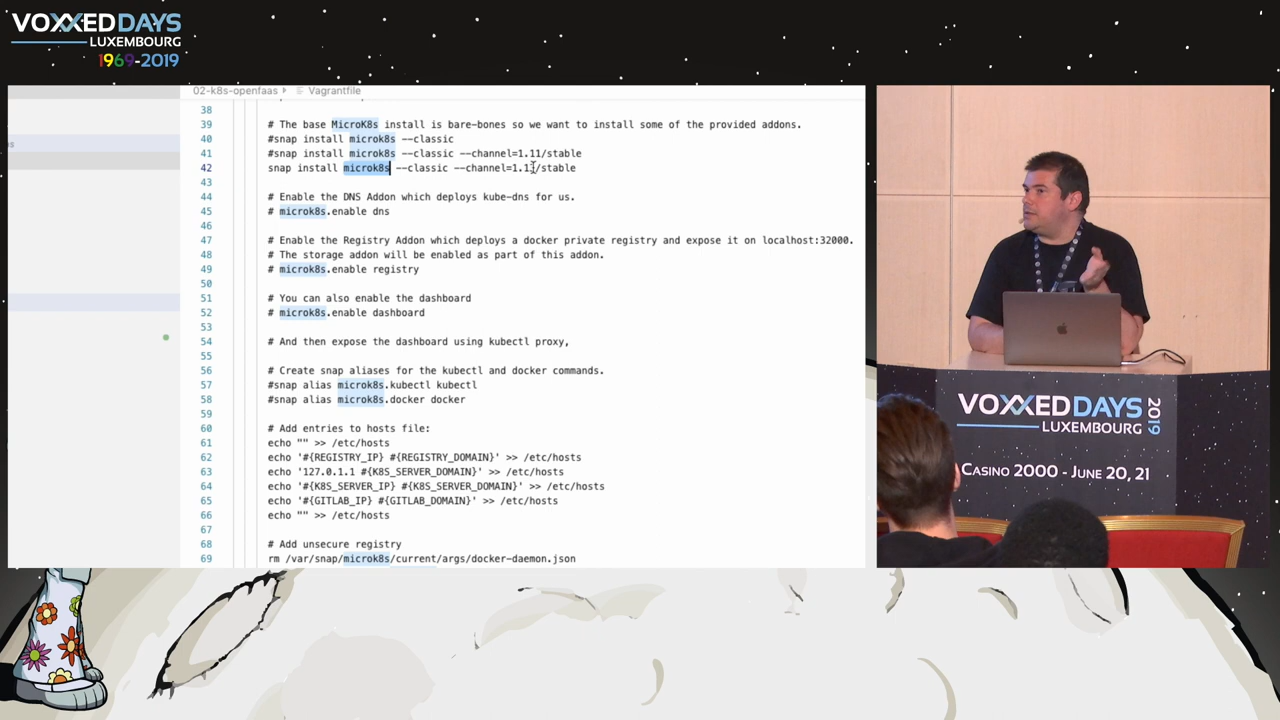 VOXXED DAYS
LUXEMBOURG
1969-2019
02-k8s-openfaas Vagrantfile
38
39 # The base MicroK8s install is bare-bones so we want to install some of the provided addons.
40 #snap install microk8s --classic
41 #snap install microk8s --classic --channel=1.11/stable
42 snap install microk8s --classic /stable
43
44 # Enable the DNS Addon which deploys kube-dns for us.
45 # microk8s.enable dns
46
47 # Enable the Registry Addon which deploys a docker private registry and expose it on localhost:32000.
48 # The storage addon will be enabled as part of this addon.
49 # microk8s.enable registry
50
51 # You can also enable the dashboard
52 # microk8s.enable dashboard
53
54 # And then expose the dashboard using kubectl proxy,
55
56 # Create snap aliases for the kubectl and docker commands.
57 #snap alias microk8s.kubectl kubectl
58 #snap alias microk8s.docker docker
59
60 # Add entries to hosts file:
61 echo "" >> /etc/hosts
62 echo '#{REGISTRY_IP} #{REGISTRY_DOMAIN}' >> /etc/hosts
63 echo '127.0.1.1 #{K8S_SERVER_DOMAIN}' >> /etc/hosts
64 echo '#{K8S_SERVER_IP} #{K8S_SERVER_DOMAIN}' >> /etc/hosts
65 echo '#{GITLAB_IP} #{GITLAB_DOMAIN}' >> /etc/hosts
66 echo "" >> /etc/hosts
67
68 # Add unsecure registry
69 rm /var/snap/microk8s/current/args/docker-daemon.json
VOXXED DAYS 2019
LUXEMBOURG
CASINO 2000 - JUNE 20, 21